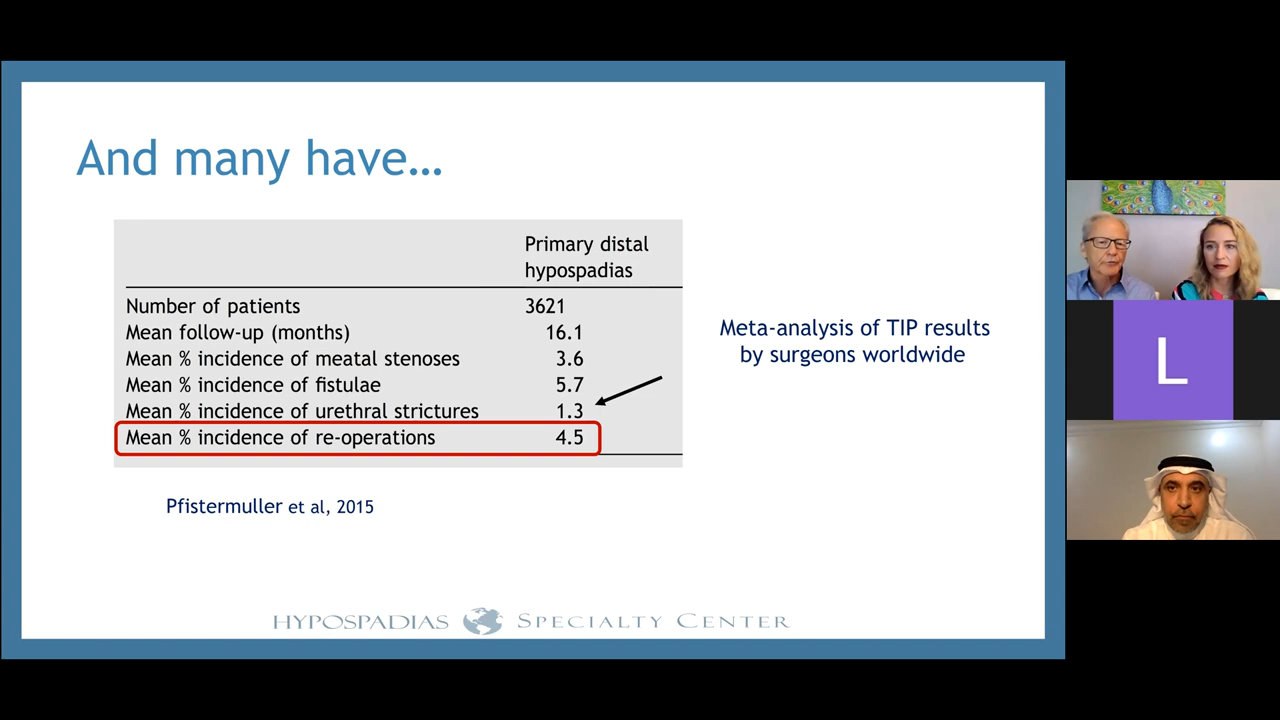 And many have...
Primary distal
hypospadias
Number of patients 3621
Mean follow-up (months) 16.1
Mean % incidence of meatal stenoses 3.6
Mean % incidence of fistulae 5.7
Mean % incidence of urethral strictures 1.3
Mean % incidence of re-operations 4.5
Meta-analysis of TIP results
by surgeons worldwide
Pfistermuller et al, 2015
HYPOSPADIAS SPECIALTY CENTER
L